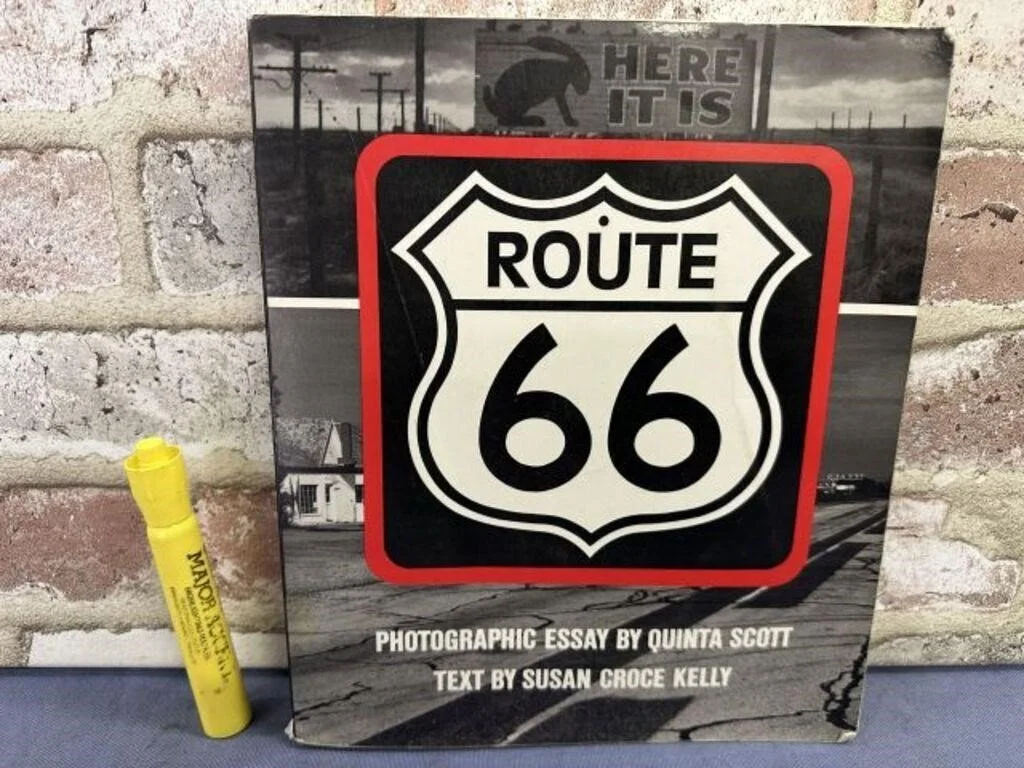 HERE
IT IS
ROUTE
66
PHOTOGRAPHIC ESSAY BY QUINTA SCOTT
TEXT BY SUSAN CROCE KELLY
MAJOR ACCENT